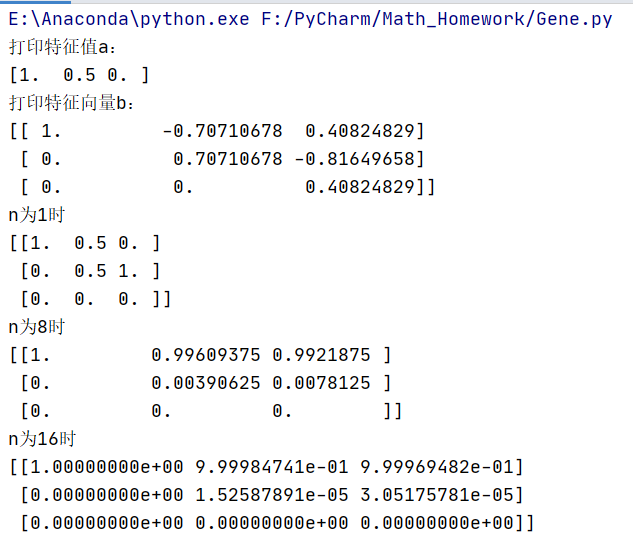 E:\Anaconda\python.exe F:/PyCharm/Math_Homework/Gene.py
打印特征值a:
[1.  0.5 0. ]
打印特征向量b:
[[ 1.         -0.70710678  0.40824829]
 [ 0.          0.70710678 -0.81649658]
 [ 0.          0.          0.40824829]]
n为1时
[[1.  0.5 0. ]
 [0.  0.5 1. ]
 [0.  0.  0. ]]
n为8时
[[1.         0.99609375 0.9921875 ]
 [0.         0.00390625 0.0078125 ]
 [0.         0.         0.        ]]
n为16时
[[1.00000000e+00 9.99984741e-01 9.99969482e-01]
 [0.00000000e+00 1.52587891e-05 3.05175781e-05]
 [0.00000000e+00 0.00000000e+00 0.00000000e+00]]